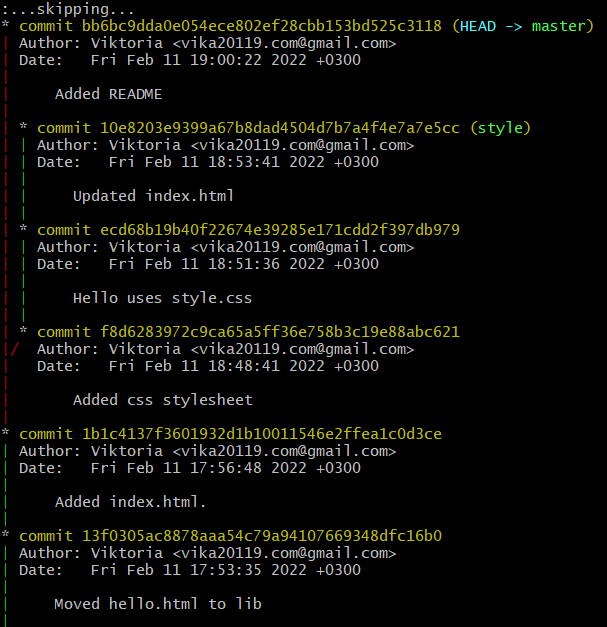 :...skipping...
* commit bb6bc9dda0e054ece802ef28cbb153bd525c3118 (HEAD -> master)
| Author: Viktoria <vika20119.com@gmail.com>
| Date:   Fri Feb 11 19:00:22 2022 +0300
|
|     Added README
|
| * commit 10e8203e9399a67b8dad4504d7b7a4f4e7a7e5cc (style)
| | Author: Viktoria <vika20119.com@gmail.com>
| | Date:   Fri Feb 11 18:53:41 2022 +0300
| |
| |     Updated index.html
| |
| * commit ecd68b19b40f22674e39285e171cdd2f397db979
| | Author: Viktoria <vika20119.com@gmail.com>
| | Date:   Fri Feb 11 18:51:36 2022 +0300
| |
| |     Hello uses style.css
| |
| * commit f8d6283972c9ca65a5ff36e758b3c19e88abc621
|/  Author: Viktoria <vika20119.com@gmail.com>
|   Date:   Fri Feb 11 18:48:41 2022 +0300
|
|       Added css stylesheet
|
* commit 1b1c4137f3601932d1b10011546e2ffea1c0d3ce
| Author: Viktoria <vika20119.com@gmail.com>
| Date:   Fri Feb 11 17:56:48 2022 +0300
|
|     Added index.html.
|
* commit 13f0305ac8878aaa54c79a94107669348dfc16b0
| Author: Viktoria <vika20119.com@gmail.com>
| Date:   Fri Feb 11 17:53:35 2022 +0300
|
|     Moved hello.html to lib
|